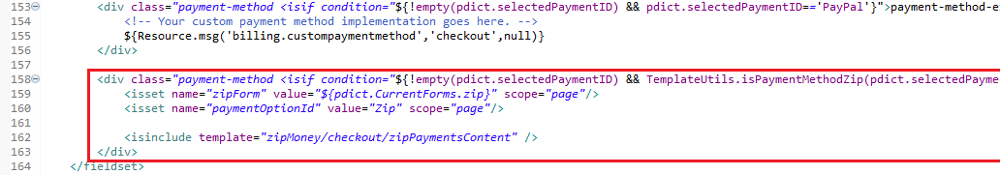 153 <div class="payment-method <isif condition="${!empty(pdict.selectedPaymentID) && pdict.selectedPaymentID=='PayPal'}">payment-method-e
154 <!-- Your custom payment method implementation goes here. -->
155 ${Resource.msg('billing.custompaymentmethod','checkout',null)}
156 </div>
157
158 <div class="payment-method <isif condition="${!empty(pdict.selectedPaymentID) && TemplateUtils.isPaymentMethodZip(pdict.selectedPayme
159 <isset name="zipForm" value="${pdict.CurrentForms.zip}" scope="page"/>
160 <isset name="paymentOptionId" value="Zip" scope="page"/>
161
162 <isinclude template="zipMoney/checkout/zipPaymentsContent" />
163 </div>
164 </fieldset>